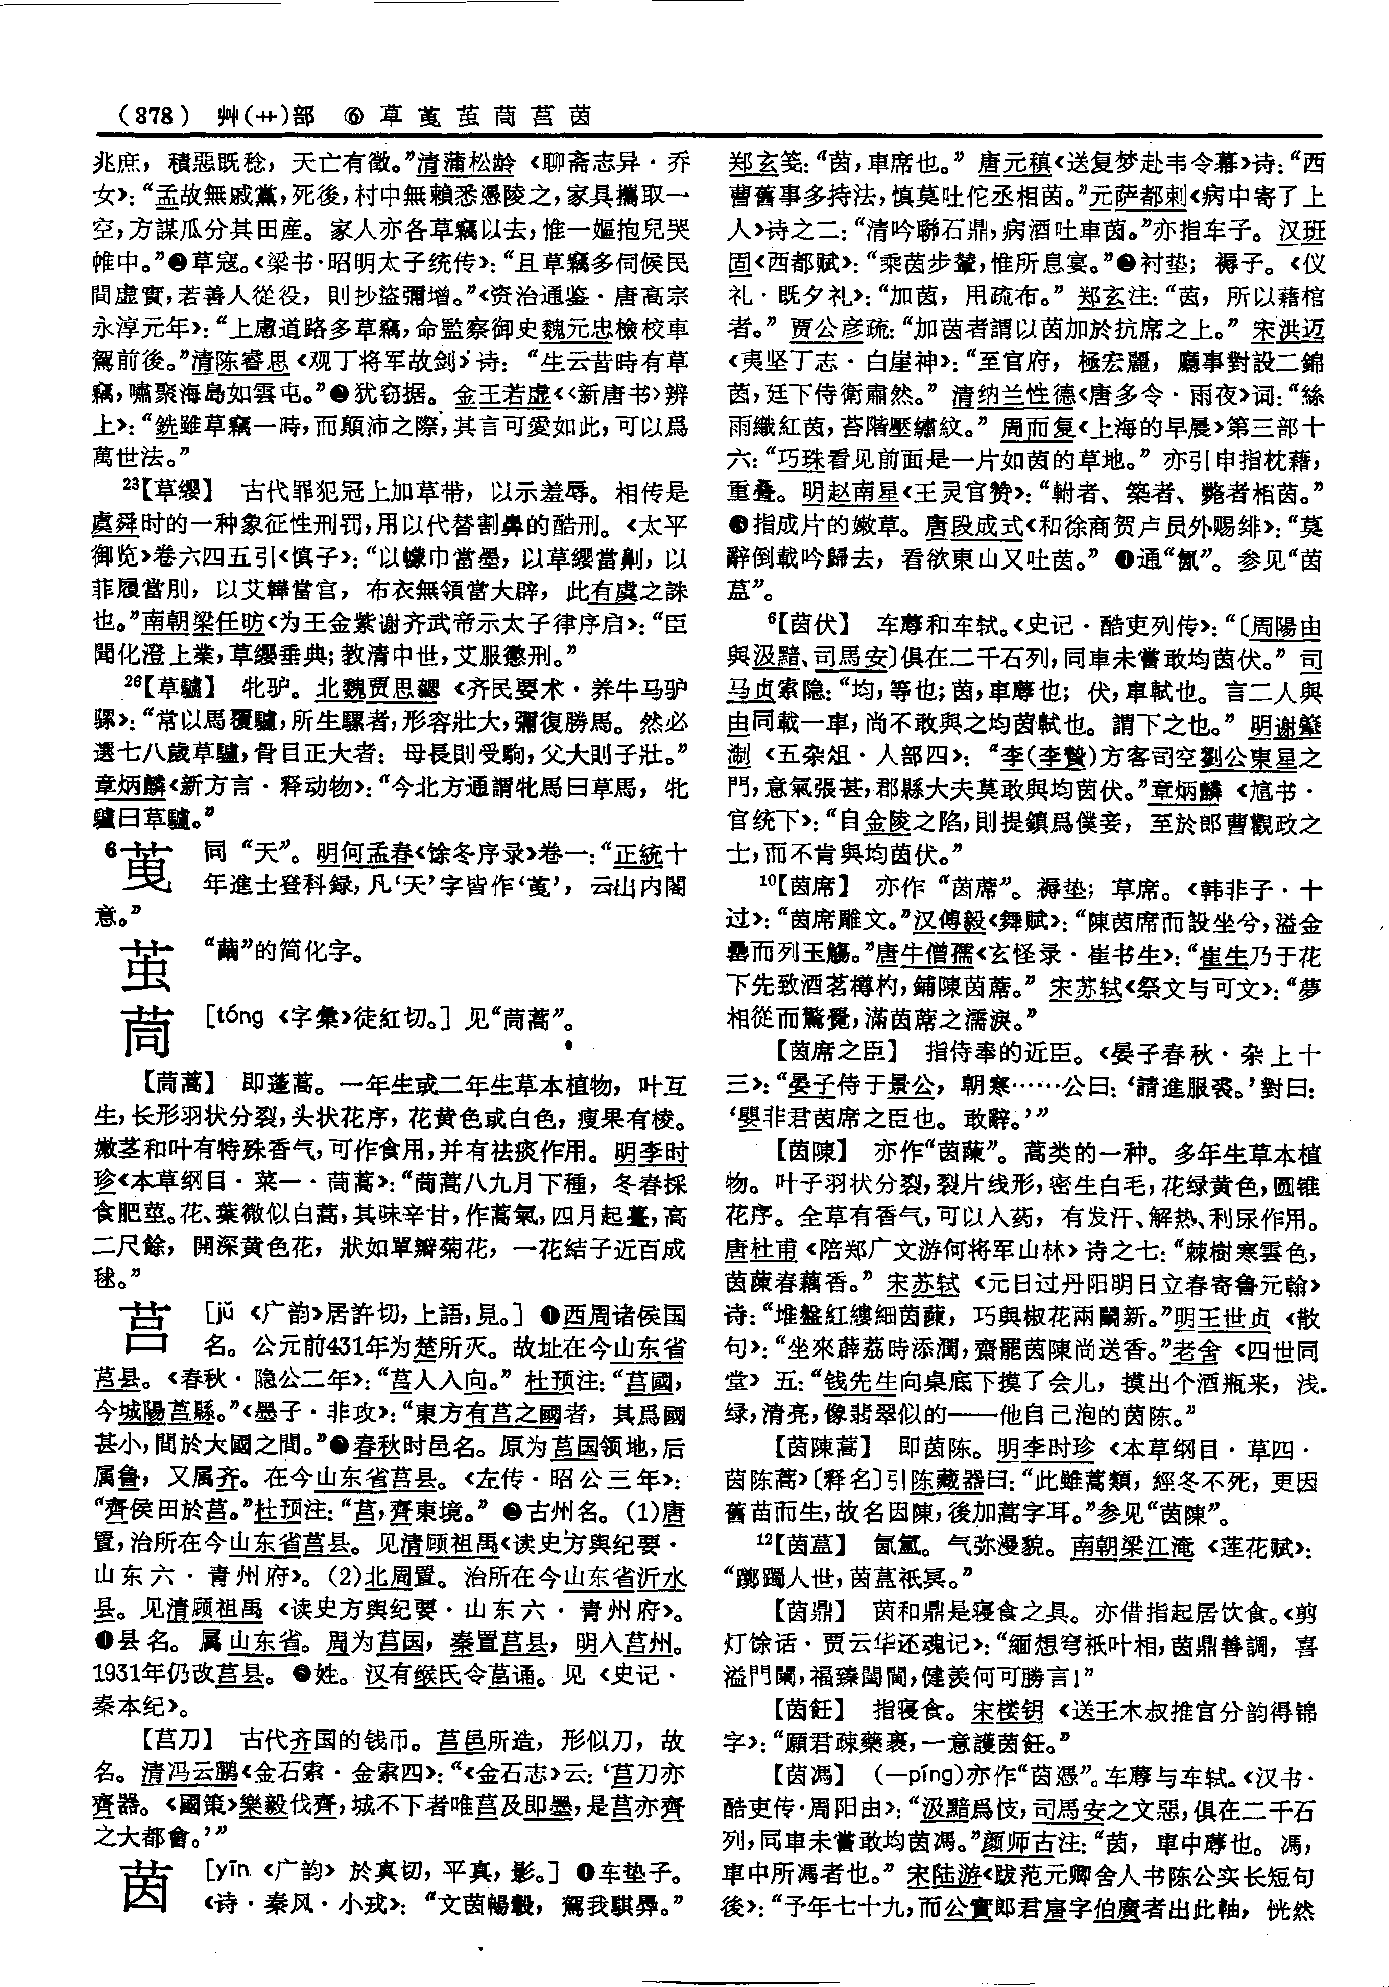 (378) 艸(艹)部 ⑥ 草 茧 茼 莒 茵
兆庶，積惡既稔，天亡有徵。”清蒲松龄《聊斋志异·乔
女》：“孟故無戚黨，死後，村中無賴悉憑陵之，家具攜取一
空，方謀瓜分其田産。家人亦各草竊以去，惟一嫗抱兒哭
帷中。”❷草寇。《梁书·昭明太子统传》：“且草竊多伺候民
間虚實，若善人從役，則抄盜彌增。”《资治通鉴·唐高宗
永淳元年》：“上慮道路多草竊，命監察御史魏元忠檢校車
駕前後。”清陈睿思《观丁将军故剑》诗：“生云昔時有草
竊，嘯聚海島如雲屯。”❸犹窃据。金王若虚《〈新唐书〉辨
上》：“銑雖草竊一時，而顛沛之際，其言可愛如此，可以爲
萬世法。”
23【草缨】 古代罪犯冠上加草带，以示羞辱。相传是
虞舜时的一种象征性刑罚，用以代替割鼻的酷刑。《太平
御览》卷六四五引《慎子》：“以幪巾當墨，以草缨當劓，以
菲履當刖，以艾韠當宫，布衣無領當大辟，此有虞之誅
也。”南朝梁任昉《为王金紫谢齐武帝示太子律序启》：“臣
聞化澄上業，草纓垂典；教清中世，艾服懲刑。”
26【草驢】 牝驴。北魏贾思勰《齐民要术·养牛马驴
骡》：“常以馬覆驢，所生騾者，形容壯大，彌復勝馬。然必
選七八歲草驢，骨目正大者：母長則受駒，父大則子壯。”
章炳麟《新方言·释动物》：“今北方通謂牝馬曰草馬，牝
驢曰草驢。”
6 同“天”。明何孟春《馀冬序录》卷一：“正統十
年進士登科録，凡‘天’字皆作‘’，云出内閣
意。”
茧 “繭”的简化字。
茼 [tóng 《字彙》徒紅切。] 见“茼蒿”。
【茼蒿】 即蓬蒿。一年生或二年生草本植物，叶互
生，长形羽状分裂，头状花序，花黄色或白色，瘦果有棱。
嫩茎和叶有特殊香气，可作食用，并有祛痰作用。明李时
珍《本草纲目·菜一·茼蒿》：“茼蒿八九月下種，冬春採
食肥莖。花、葉微似白蒿，其味辛甘，作蒿氣，四月起薹，高
二尺餘，開深黄色花，狀如單瓣菊花，一花結子近百成
毬。”
莒 [jǔ 《广韵》居許切，上語，見。] ❶西周诸侯国
名。公元前431年为楚所灭。故址在今山东省
莒县。《春秋·隐公二年》：“莒人入向。”杜预注：“莒國，
今城陽莒縣。”《墨子·非攻》：“東方有莒之國者，其爲國
甚小，間於大國之間。”❷春秋时邑名。原为莒国领地，后
属鲁，又属齐。在今山东省莒县。《左传·昭公三年》：
“齊侯田於莒。”杜预注：“莒，齊東境。”❸古州名。(1)唐
置，治所在今山东省莒县。见清顾祖禹《读史方舆纪要·
山东六·青州府》。(2)北周置。治所在今山东省沂水
县。见清顾祖禹《读史方舆纪要·山东六·青州府》。
❹县名。属山东省。周为莒国，秦置莒县，明入莒州。
1931年仍改莒县。❺姓。汉有缑氏令莒诵。见《史记·
秦本纪》。
【莒刀】 古代齐国的钱币。莒邑所造，形似刀，故
名。清冯云鹏《金石索·金索四》：“《金石志》云：‘莒刀亦
齊器。《國策》樂毅伐齊，城不下者唯莒及即墨，是莒亦齊
之大都會。’”
茵 [yīn 《广韵》於真切，平真，影。] ❶车垫子。
《诗·秦风·小戎》：“文茵暢轂，駕我騏馵。”
郑玄笺：“茵，車席也。”唐元稹《送复梦赴韦令幕》诗：“西
曹舊事多持法，慎莫吐佗丞相茵。”元萨都剌《病中寄了上
人》诗之二：“清吟聯石鼎，病酒吐車茵。”亦指车子。汉班
固《西都赋》：“乘茵步輦，惟所息宴。”❷衬垫；褥子。《仪
礼·既夕礼》：“加茵，用疏布。”郑玄注：“茵，所以藉棺
者。”贾公彦疏：“加茵者謂以茵加於抗席之上。”宋洪迈
《夷坚丁志·白崖神》：“至官府，極宏麗，廳事對設二錦
茵，廷下侍衛肅然。”清纳兰性德《唐多令·雨夜》词：“絲
雨織紅茵，苔階壓繡紋。”周而复《上海的早晨》第三部十
六：“巧珠看见前面是一片如茵的草地。”亦引申指枕藉，
重叠。明赵南星《王灵官赞》：“軵者、築者、斃者相茵。”
❸指成片的嫩草。唐段成式《和徐商贺卢员外赐绯》：“莫
辭倒載吟歸去，看欲東山又吐茵。”❹通“氤”。参见“茵
蒀”。
6【茵伏】 车蓐和车轼。《史记·酷吏列传》：“〔周陽由
與汲黯、司馬安〕俱在二千石列，同車未嘗敢均茵伏。”司
马贞索隐：“均，等也；茵，車蓐也；伏，車軾也。言二人與
由同載一車，尚不敢與之均茵軾也。謂下之也。”明谢肇
淛《五杂俎·人部四》：“李(李贄)方客司空劉公東星之
門，意氣張甚，郡縣大夫莫敢與均茵伏。”章炳麟《訄书·
官统下》：“自金陵之陷，則提鎮爲僕妾，至於郎曹觀政之
士，而不肯與均茵伏。”
10【茵席】 亦作“茵蓆”。褥垫；草席。《韩非子·十
过》：“茵席雕文。”汉傅毅《舞赋》：“陳茵席而設坐兮，溢金
罍而列玉觴。”唐牛僧孺《玄怪录·崔书生》：“崔生乃于花
下先致酒茗樽杓，鋪陳茵蓆。”宋苏轼《祭文与可文》：“夢
相從而驚覺，滿茵蓆之濡淚。”
【茵席之臣】 指侍奉的近臣。《晏子春秋·杂上十
三》：“晏子侍于景公，朝寒……公曰：‘請進服裘。’對曰：
‘嬰非君茵席之臣也。敢辭。’”
【茵陳】 亦作“茵蔯”。蒿类的一种。多年生草本植
物。叶子羽状分裂，裂片线形，密生白毛，花绿黄色，圆锥
花序。全草有香气，可以入药，有发汗、解热、利尿作用。
唐杜甫《陪郑广文游何将军山林》诗之七：“棘樹寒雲色，
茵蔯春藕香。”宋苏轼《元日过丹阳明日立春寄鲁元翰》
诗：“堆盤紅縷細茵蔯，巧與椒花兩鬭新。”明王世贞《散
句》：“坐來薜荔時添潤，齋罷茵陳尚送香。”老舍《四世同
堂》五：“钱先生向桌底下摸了会儿，摸出个酒瓶来，浅
绿，清亮，像翡翠似的——他自己泡的茵陈。”
【茵陳蒿】 即茵陈。明李时珍《本草纲目·草四·
茵陈蒿》〔释名〕引陈藏器曰：“此雖蒿類，經冬不死，更因
舊苗而生，故名因陳，後加蒿字耳。”参见“茵陳”。
12【茵蒀】 氤氲。气弥漫貌。南朝梁江淹《莲花赋》：
“躑躅人世，茵蒀祇冥。”
【茵鼎】 茵和鼎是寝食之具。亦借指起居饮食。《剪
灯馀话·贾云华还魂记》：“緬想穹祇叶相，茵鼎善調，喜
溢門闌，福臻閨閫，健羨何可勝言！”
【茵飪】 指寝食。宋楼钥《送王木叔推官分韵得锦
字》：“願君疎藥裹，一意護茵飪。”
【茵馮】 (—píng)亦作“茵憑”。车蓐与车轼。《汉书·
酷吏传·周阳由》：“汲黯爲忮，司馬安之文惡，俱在二千石
列，同車未嘗敢均茵馮。”颜师古注：“茵，車中蓐也。馮，
車中所馮者也。”宋陆游《跋范元卿舍人书陈公实长短句
後》：“予年七十九，而公實郎君㢘字伯廣者出此軸，恍然